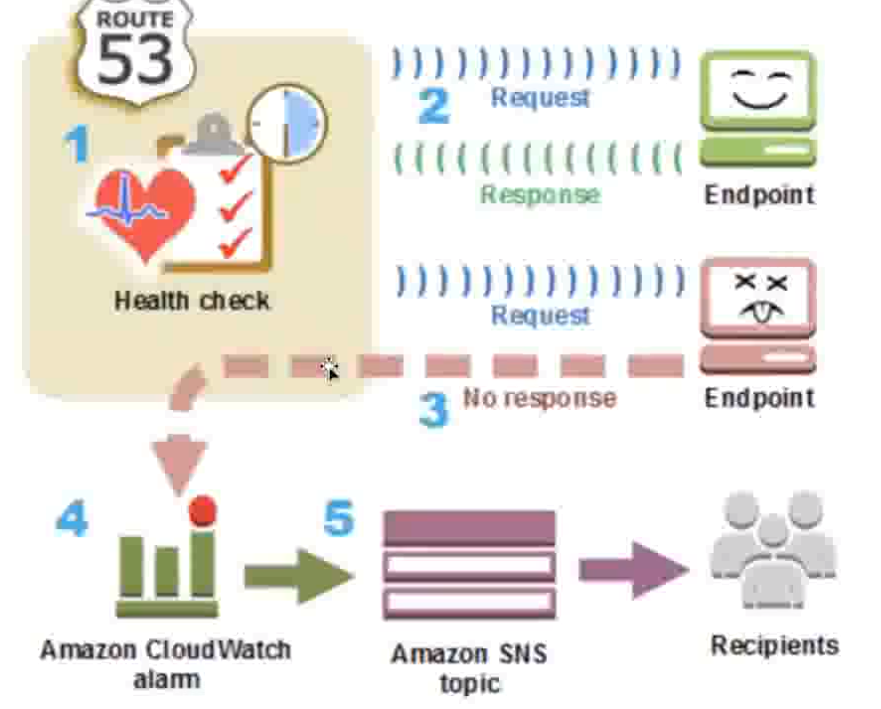 ROUTE
53
1
2
Request
Response
Endpoint
Health check
Request
3
No response
Endpoint
4
5
Amazon CloudWatch
alarm
Amazon SNS
topic
Recipients